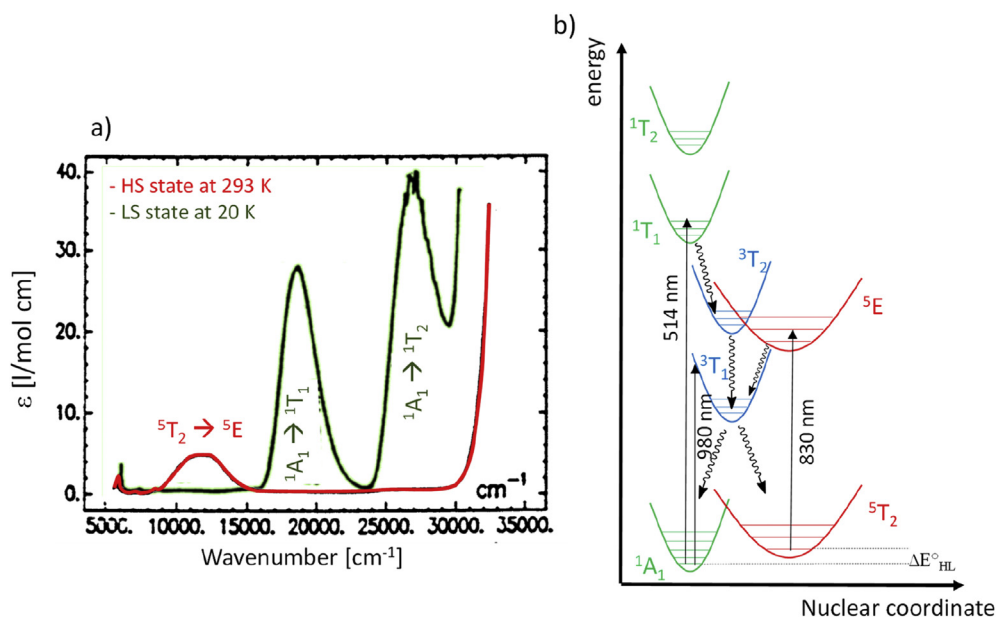 a)
40.
30.
20.
10.
0.
ε [l/mol cm]
- HS state at 293 K
- LS state at 20 K
⁵T₂ → ⁵E
¹A₁ → ¹T₁
¹A₁ → ¹T₂
cm⁻¹
5000. 10000. 15000. 20000. 25000. 30000. 35000.
Wavenumber [cm⁻¹]
b)
energy
¹T₂
¹T₁
³T₂
⁵E
514 nm
³T₁
980 nm
830 nm
⁵T₂
¹A₁
ΔE°HL
Nuclear coordinate